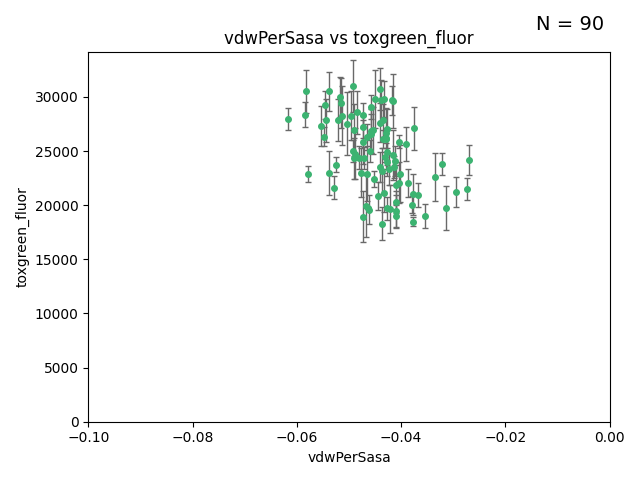 N = 90
vdwPerSasa vs toxgreen_fluor
30000
25000
20000
15000
10000
5000
0
toxgreen_fluor
−0.10 −0.08 −0.06 −0.04 −0.02 0.00
vdwPerSasa